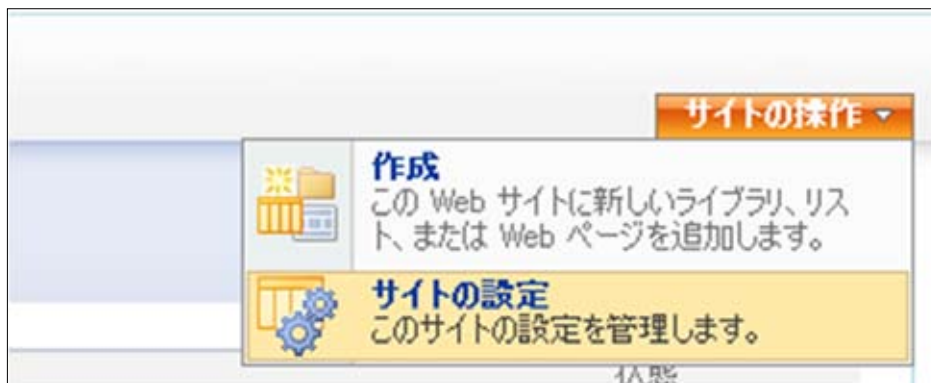 サイトの操作
作成
この Web サイトに新しいライブラリ、リス
ト、または Web ページを追加します。
サイトの設定
このサイトの設定を管理します。
状態